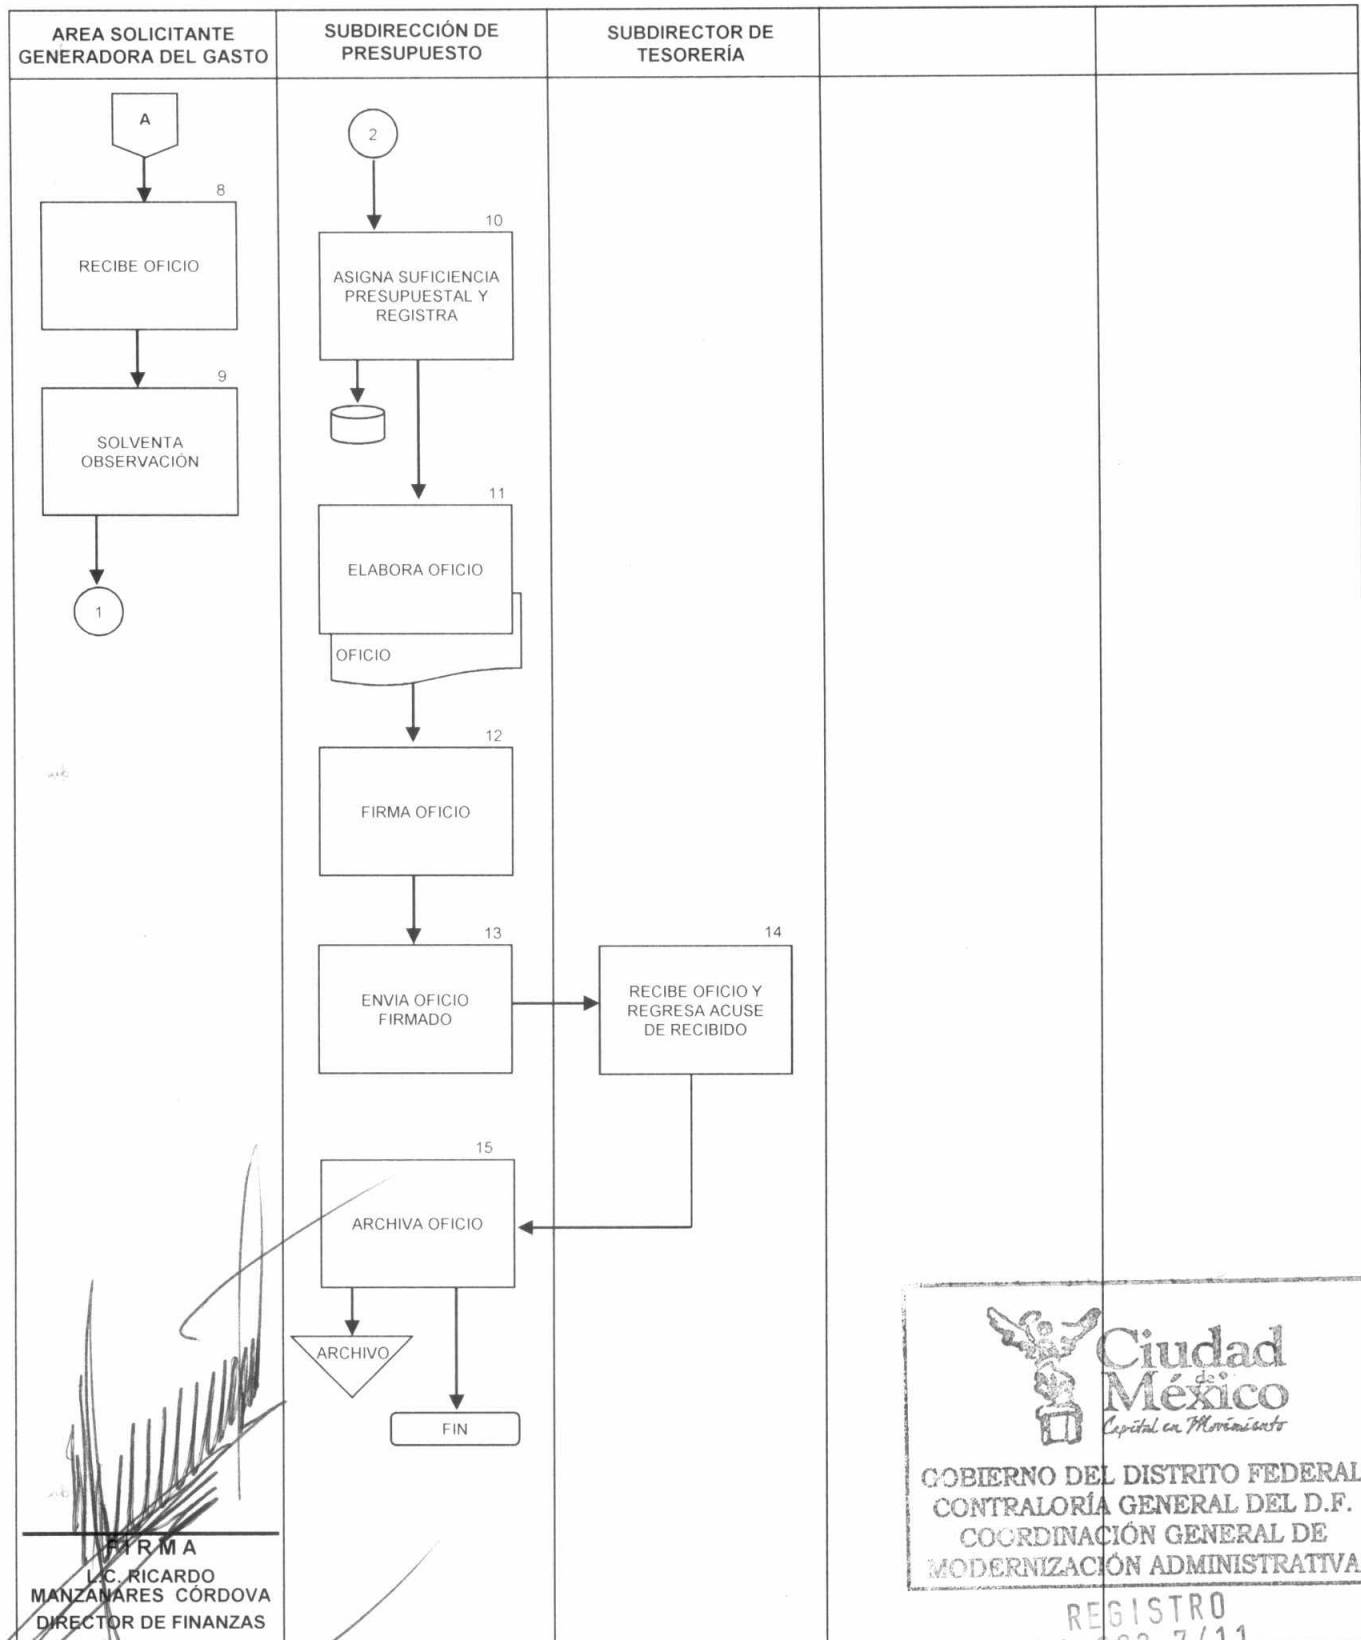 AREA SOLICITANTE
GENERADORA DEL GASTO
SUBDIRECCIÓN DE
PRESUPUESTO
SUBDIRECTOR DE
TESORERÍA
A
8
RECIBE OFICIO
9
SOLVENTA
OBSERVACIÓN
1
2
10
ASIGNA SUFICIENCIA
PRESUPUESTAL Y
REGISTRA
11
ELABORA OFICIO
OFICIO
12
FIRMA OFICIO
13
ENVIA OFICIO
FIRMADO
14
RECIBE OFICIO Y
REGRESA ACUSE
DE RECIBIDO
15
ARCHIVA OFICIO
ARCHIVO
FIN
FIRMA
L.C. RICARDO
MANZANARES CÓRDOVA
DIRECTOR DE FINANZAS
Ciudad
de
México
Capital en Movimiento
GOBIERNO DEL DISTRITO FEDERAL
CONTRALORÍA GENERAL DEL D.F.
COORDINACIÓN GENERAL DE
MODERNIZACIÓN ADMINISTRATIVA
REGISTRO
7/11